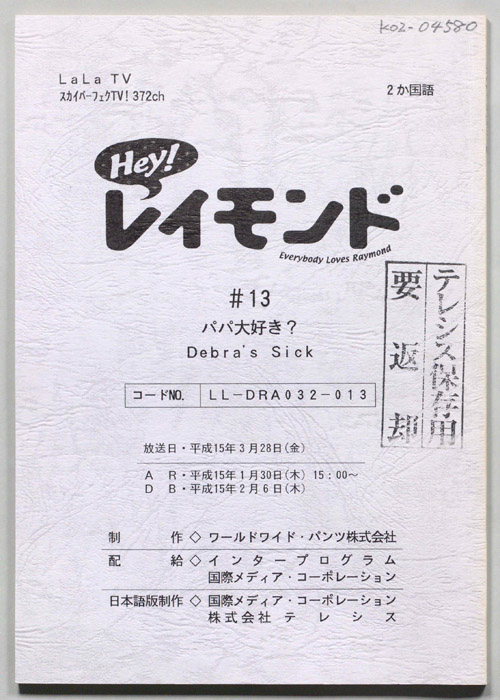 K02-04580
LaLa TV
スカイパーフェクTV! 372ch
2か国語
Hey!
レイモンド
Everybody Loves Raymond
#13
パパ大好き?
Debra's Sick
コードNO. LL-DRA032-013
テレシス保存用
要返却
放送日・平成15年3月28日(金)
A R・平成15年1月30日(木) 15:00~
D B・平成15年2月6日(木)
制作◇ワールドワイド・パンツ株式会社
配給◇インタープログラム
国際メディア・コーポレーション
日本語版制作◇国際メディア・コーポレーション
株式会社テレシス